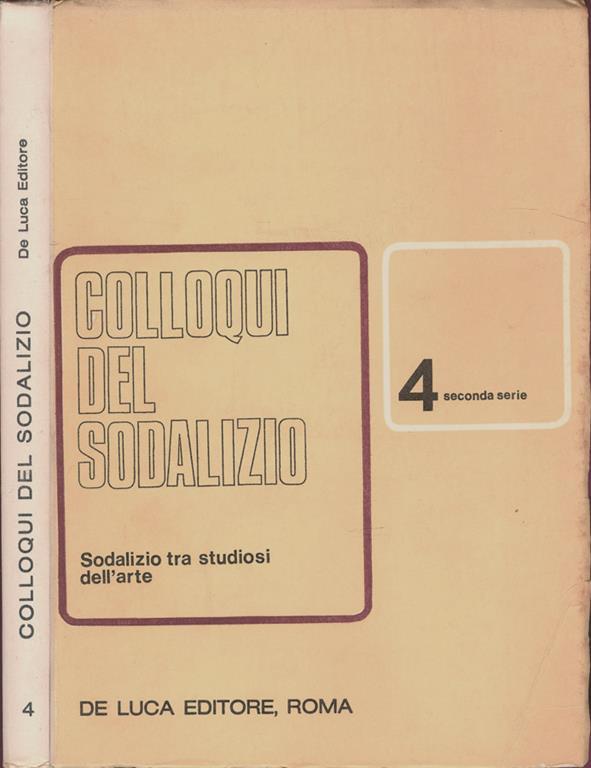 4 COLLOQUI DEL SODALIZIO De Luca Editore
COLLOQUI
DEL
SODALIZIO
Sodalizio tra studiosi
dell'arte
4 seconda serie
DE LUCA EDITORE, ROMA